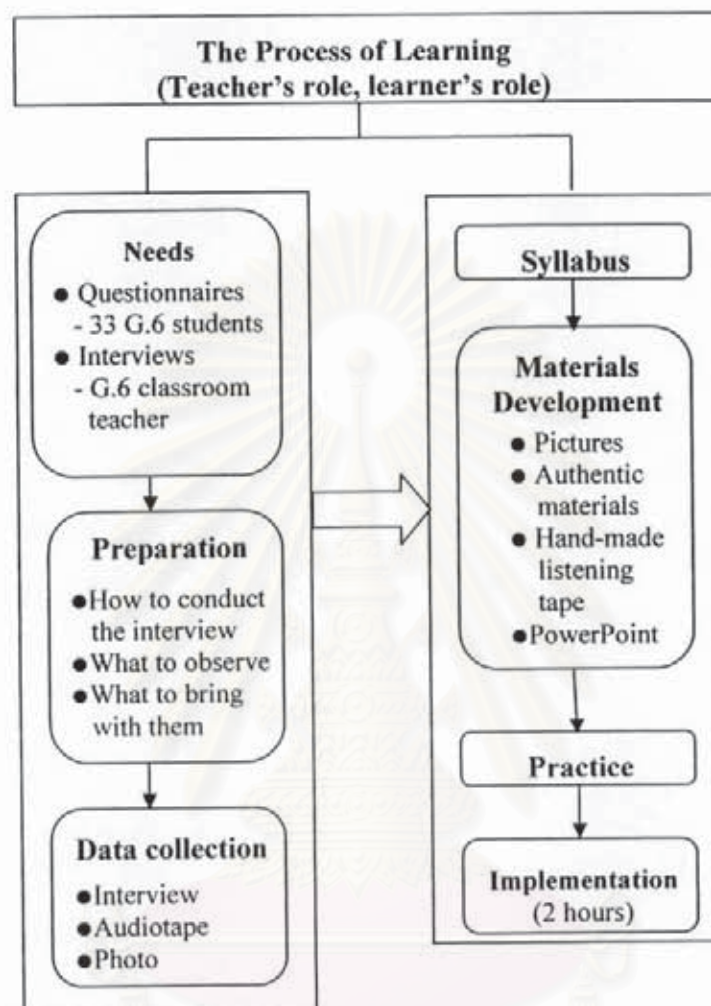 The Process of Learning
(Teacher's role, learner's role)
Needs
● Questionnaires
- 33 G.6 students
● Interviews
- G.6 classroom
teacher
Preparation
●How to conduct
the interview
●What to observe
●What to bring
with them
Data collection
●Interview
●Audiotape
●Photo
Syllabus
Materials
Development
● Pictures
● Authentic
materials
● Hand-made
listening
tape
●PowerPoint
Practice
Implementation
(2 hours)